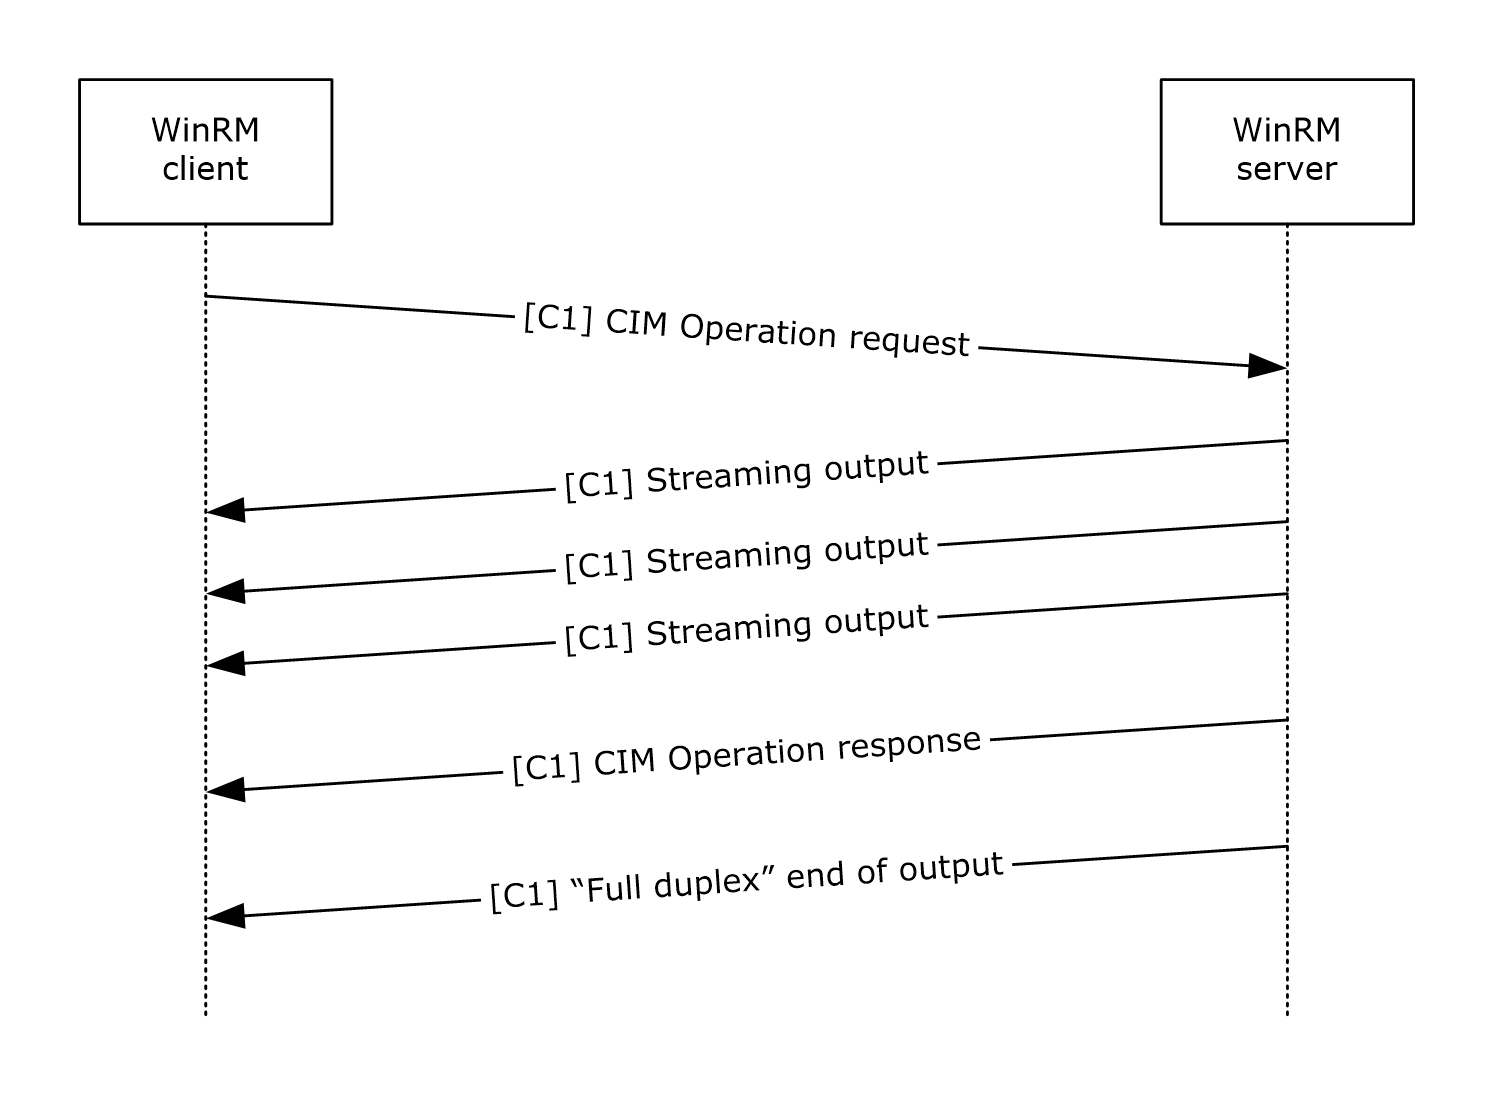 WinRM
client
WinRM
server
[C1] CIM Operation request
[C1] Streaming output
[C1] Streaming output
[C1] Streaming output
[C1] CIM Operation response
[C1] “Full duplex” end of output